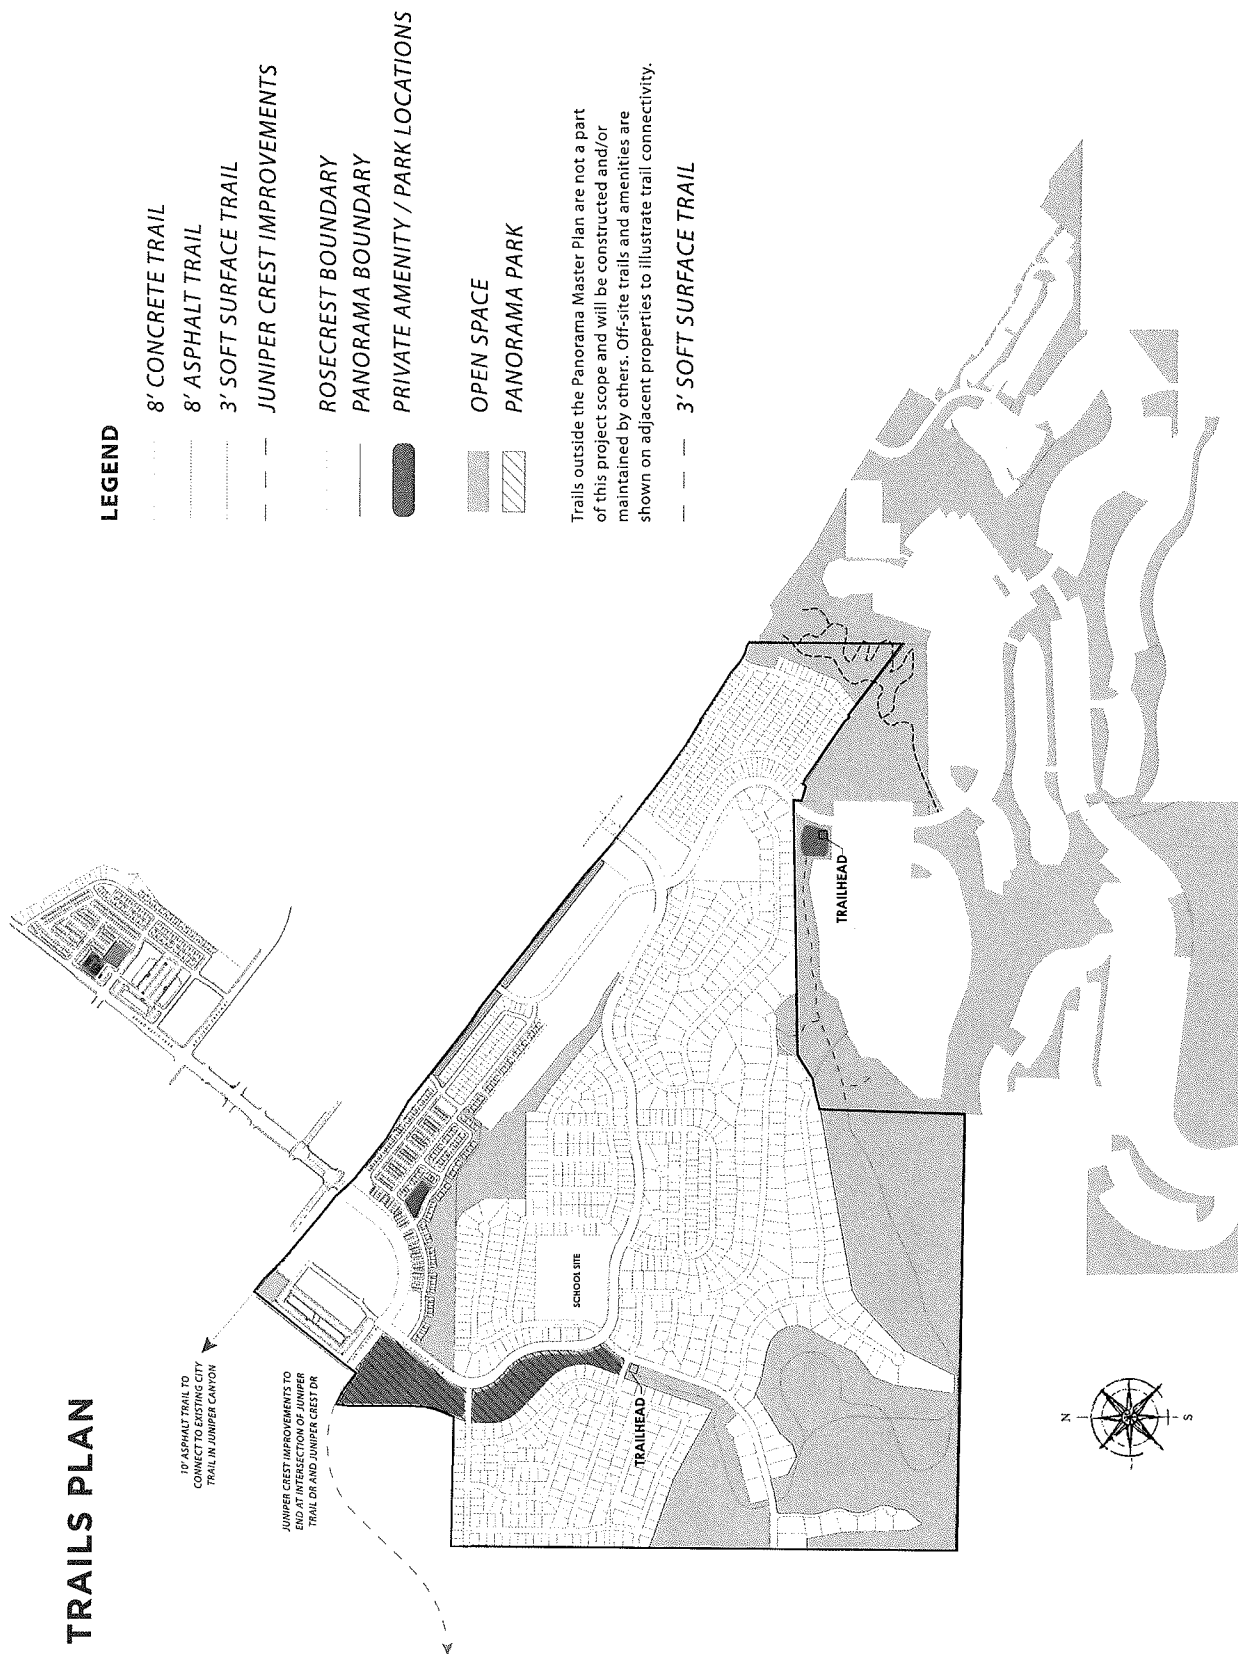 TRAILS PLAN
LEGEND
8' CONCRETE TRAIL
8' ASPHALT TRAIL
3' SOFT SURFACE TRAIL
JUNIPER CREST IMPROVEMENTS
ROSECREST BOUNDARY
PANORAMA BOUNDARY
PRIVATE AMENITY / PARK LOCATIONS
OPEN SPACE
PANORAMA PARK
Trails outside the Panorama Master Plan are not a part
of this project scope and will be constructed and/or
maintained by others. Off-site trails and amenities are
shown on adjacent properties to illustrate trail connectivity.
3' SOFT SURFACE TRAIL
10' ASPHALT TRAIL TO
CONNECT TO EXISTING CITY
TRAIL IN JUNIPER CANYON
JUNIPER CREST IMPROVEMENTS TO
END AT INTERSECTION OF JUNIPER
TRAIL DR AND JUNIPER CREST DR
SCHOOL SITE
TRAILHEAD
TRAILHEAD
N
S